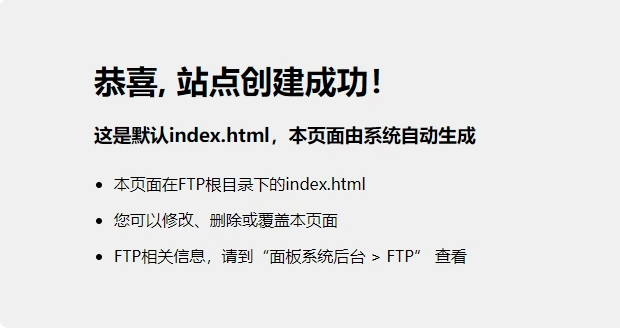 恭喜, 站点创建成功！
这是默认index.html，本页面由系统自动生成
本页面在FTP根目录下的index.html
您可以修改、删除或覆盖本页面
FTP相关信息，请到“面板系统后台 > FTP” 查看